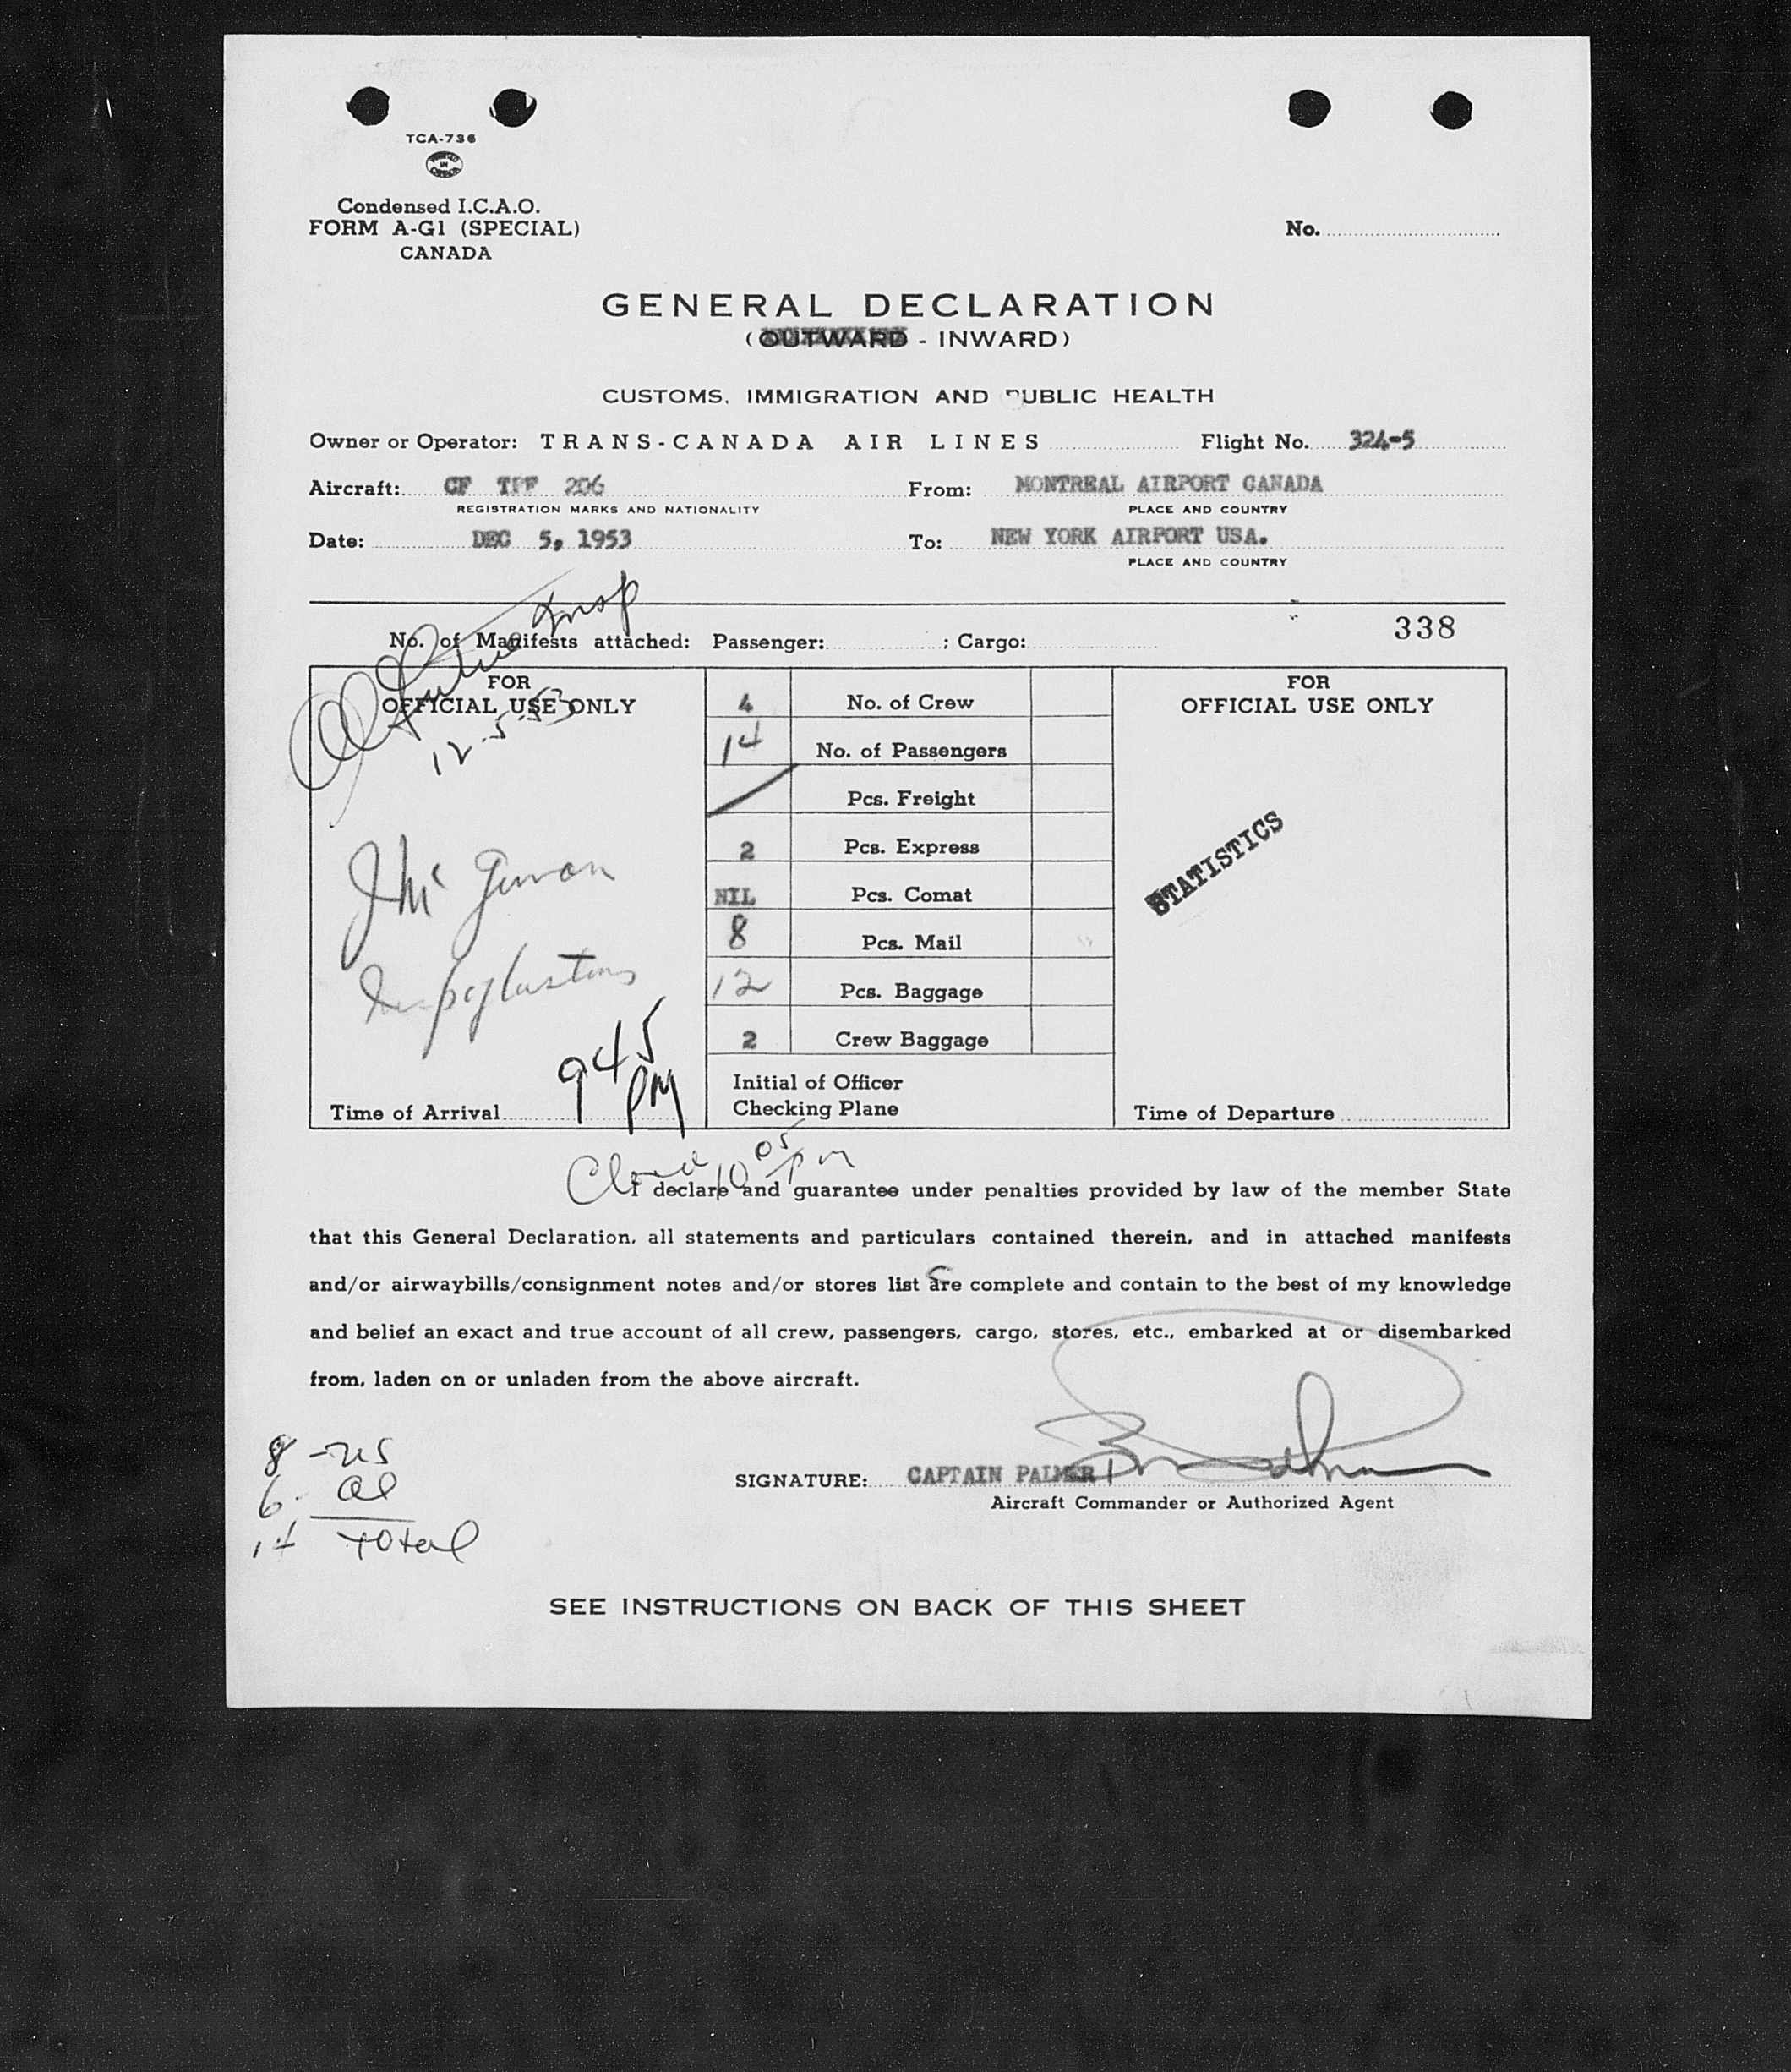 TCA-736
PRINTED IN CANADA
Condensed I.C.A.O.
FORM A-G1 (SPECIAL)
CANADA
No.
GENERAL DECLARATION
(OUTWARD - INWARD)
CUSTOMS, IMMIGRATION AND PUBLIC HEALTH
Owner or Operator: TRANS-CANADA AIR LINES Flight No. 324-5
Aircraft: CF TFF 206 From: MONTREAL AIRPORT CANADA
REGISTRATION MARKS AND NATIONALITY PLACE AND COUNTRY
Date: DEC 5, 1953 To: NEW YORK AIRPORT USA.
PLACE AND COUNTRY
Insp
338
No. of Manifests attached: Passenger: ; Cargo:
FOR
OFFICIAL USE ONLY
12-5-53
4 No. of Crew
14 No. of Passengers
Pcs. Freight
2 Pcs. Express
NIL Pcs. Comat
8 Pcs. Mail
12 Pcs. Baggage
2 Crew Baggage
Initial of Officer
Checking Plane
Time of Arrival 945 PM
FOR
OFFICIAL USE ONLY
STATISTICS
Time of Departure
Cleared 10 05 pm
I declare and guarantee under penalties provided by law of the member State
that this General Declaration, all statements and particulars contained therein, and in attached manifests
and/or airwaybills/consignment notes and/or stores list are complete and contain to the best of my knowledge
and belief an exact and true account of all crew, passengers, cargo, stores, etc., embarked at or disembarked
from, laden on or unladen from the above aircraft.
8 - US
6 - al
14 Total
SIGNATURE: CAPTAIN PALMER
Aircraft Commander or Authorized Agent
SEE INSTRUCTIONS ON BACK OF THIS SHEET